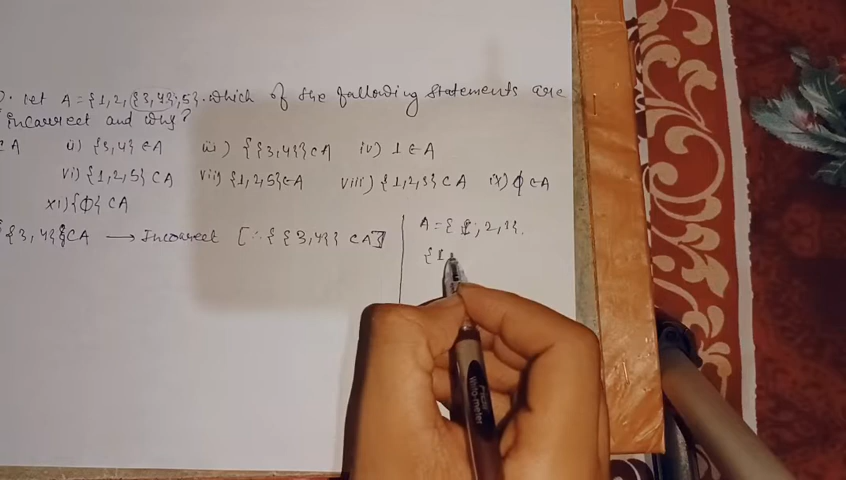 ). Let A = {1, 2, {3, 4}, 5}. which of the following statements are
incorrect and why?
⊂ A ii) {3, 4} ∈ A iii) {{3, 4}} ⊂ A iv) 1 ∈ A
vi) {1, 2, 5} ⊂ A vii) {1, 2, 5} ∈ A viii) {1, 2, 3} ⊂ A ix) ϕ ∈ A
xi) {ϕ} ⊂ A
{3, 4} ⊂ A → Incorrect [∵ {{3, 4}} ⊂ A]
A = { 1, 2, 3}.
{1